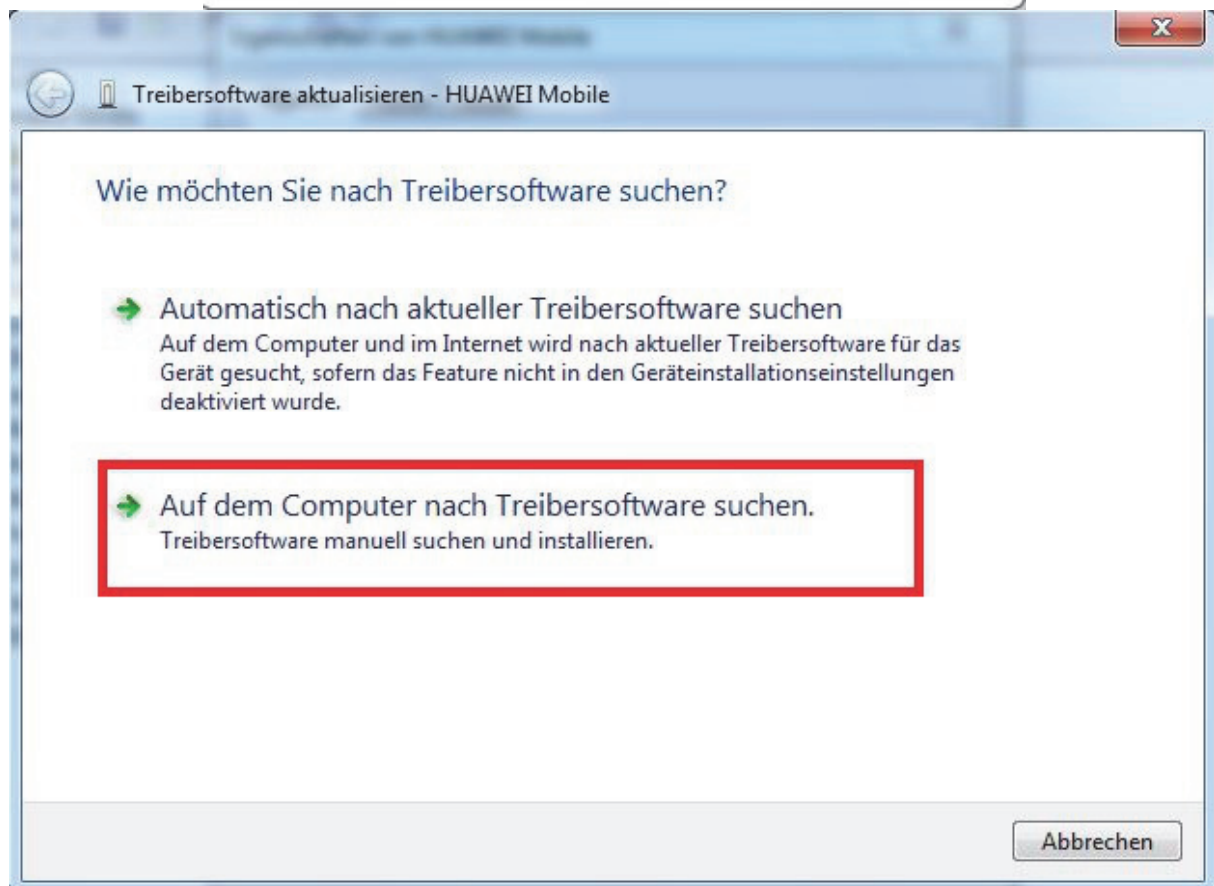 Treibersoftware aktualisieren - HUAWEI Mobile
Wie möchten Sie nach Treibersoftware suchen?
Automatisch nach aktueller Treibersoftware suchen
Auf dem Computer und im Internet wird nach aktueller Treibersoftware für das
Gerät gesucht, sofern das Feature nicht in den Geräteinstallationseinstellungen
deaktiviert wurde.
Auf dem Computer nach Treibersoftware suchen.
Treibersoftware manuell suchen und installieren.
Abbrechen